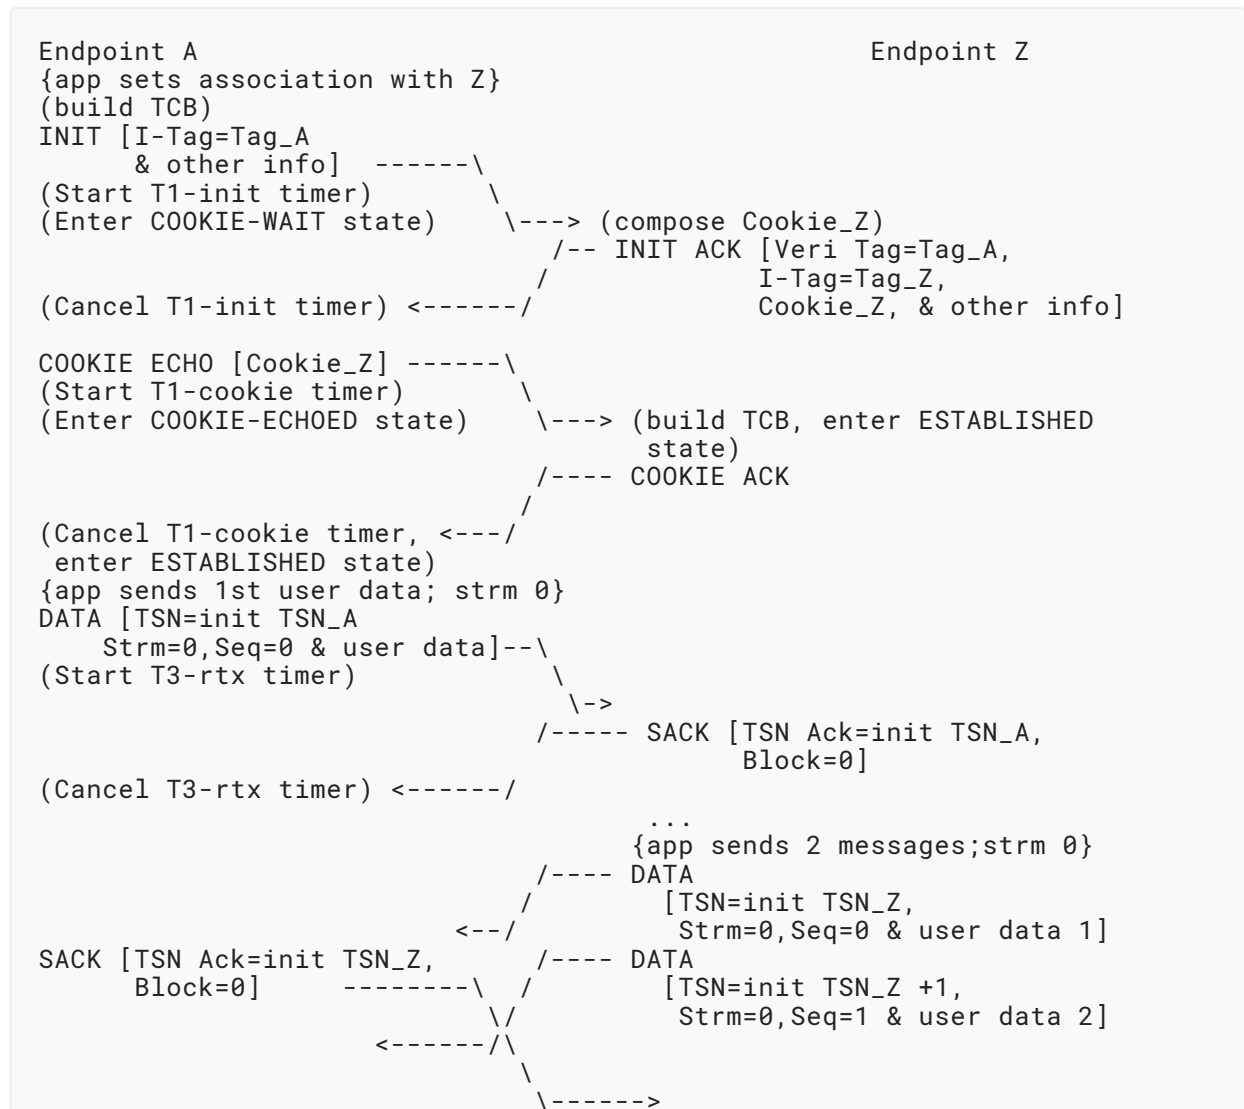 Endpoint A                                          Endpoint Z
{app sets association with Z}
(build TCB)
INIT [I-Tag=Tag_A
      & other info]  ------\
(Start T1-init timer)       \
(Enter COOKIE-WAIT state)    \---> (compose Cookie_Z)
                                /-- INIT ACK [Veri Tag=Tag_A,
                               /             I-Tag=Tag_Z,
(Cancel T1-init timer) <------/              Cookie_Z, & other info]

COOKIE ECHO [Cookie_Z] ------\
(Start T1-cookie timer)       \
(Enter COOKIE-ECHOED state)    \---> (build TCB, enter ESTABLISHED
                                      state)
                               /---- COOKIE ACK
                              /
(Cancel T1-cookie timer, <---/
 enter ESTABLISHED state)
{app sends 1st user data; strm 0}
DATA [TSN=init TSN_A
    Strm=0,Seq=0 & user data]--\
(Start T3-rtx timer)            \
                                 \->
                               /----- SACK [TSN Ack=init TSN_A,
                                            Block=0]
(Cancel T3-rtx timer) <------/
                                      ...
                                     {app sends 2 messages;strm 0}
                               /---- DATA
                              /        [TSN=init TSN_Z,
                          <--/          Strm=0,Seq=0 & user data 1]
SACK [TSN Ack=init TSN_Z,      /---- DATA
      Block=0]     --------\  /        [TSN=init TSN_Z +1,
                            \/          Strm=0,Seq=1 & user data 2]
                     <------/\
                              \
                               \------>